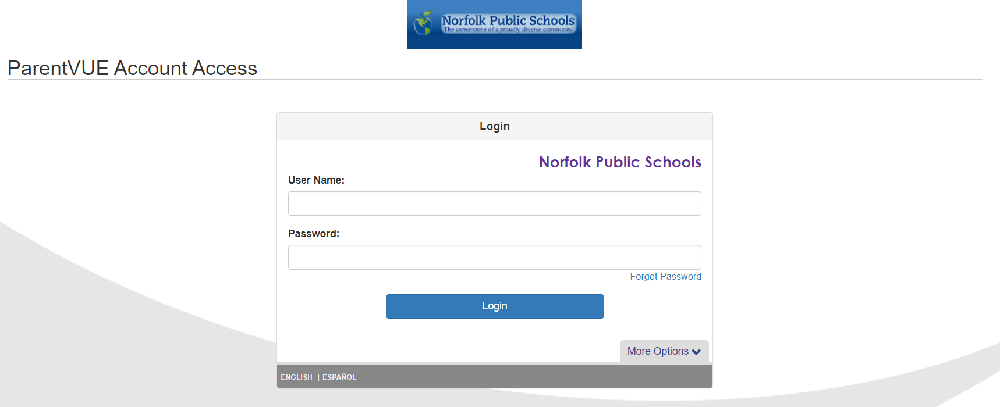 Norfolk Public Schools
The cornerstone of a proudly diverse community
ParentVUE Account Access
Login
Norfolk Public Schools
User Name:
Password:
Forgot Password
Login
More Options
ENGLISH | ESPAÑOL